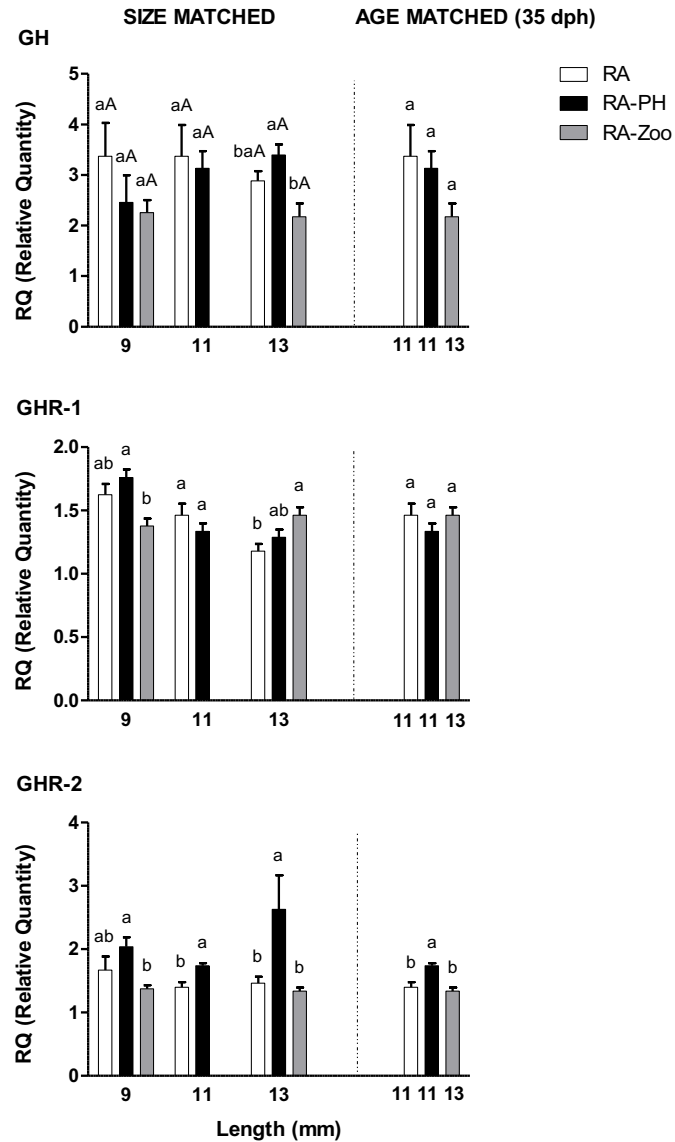 SIZE MATCHED AGE MATCHED (35 dph)
GH
RA
RA-PH
RA-Zoo
RQ (Relative Quantity)
5
4
3
2
1
0
aA aA aA aA aA baA aA bA a a a
9 11 13 11 11 13
GHR-1
RQ (Relative Quantity)
2.0
1.5
1.0
0.5
0.0
ab a b a a b ab a a a a
9 11 13 11 11 13
GHR-2
RQ (Relative Quantity)
4
3
2
1
0
ab a b b a b a b b a b
9 11 13 11 11 13
Length (mm)